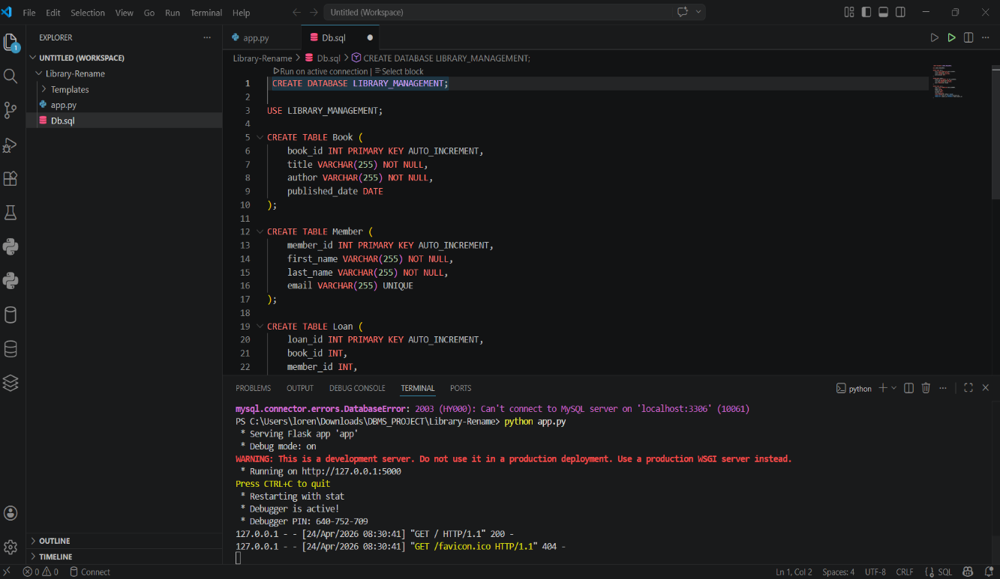 File Edit Selection View Go Run Terminal Help
Untitled (Workspace)
EXPLORER
1
UNTITLED (WORKSPACE)
Library-Rename
Templates
app.py
Db.sql
OUTLINE
TIMELINE
app.py
Db.sql
Library-Rename > Db.sql > CREATE DATABASE LIBRARY_MANAGEMENT;
Run on active connection | Select block
1 CREATE DATABASE LIBRARY_MANAGEMENT;
2
3 USE LIBRARY_MANAGEMENT;
4
5 CREATE TABLE Book (
6 book_id INT PRIMARY KEY AUTO_INCREMENT,
7 title VARCHAR(255) NOT NULL,
8 author VARCHAR(255) NOT NULL,
9 published_date DATE
10 );
11
12 CREATE TABLE Member (
13 member_id INT PRIMARY KEY AUTO_INCREMENT,
14 first_name VARCHAR(255) NOT NULL,
15 last_name VARCHAR(255) NOT NULL,
16 email VARCHAR(255) UNIQUE
17 );
18
19 CREATE TABLE Loan (
20 loan_id INT PRIMARY KEY AUTO_INCREMENT,
21 book_id INT,
22 member_id INT,
PROBLEMS OUTPUT DEBUG CONSOLE TERMINAL PORTS
python
mysql.connector.errors.DatabaseError: 2003 (HY000): Can't connect to MySQL server on 'localhost:3306' (10061)
PS C:\Users\loren\Downloads\DBMS_PROJECT\Library-Rename> python app.py
* Serving Flask app 'app'
* Debug mode: on
WARNING: This is a development server. Do not use it in a production deployment. Use a production WSGI server instead.
* Running on http://127.0.0.1:5000
Press CTRL+C to quit
* Restarting with stat
* Debugger is active!
* Debugger PIN: 640-752-709
127.0.0.1 - - [24/Apr/2026 08:30:41] "GET / HTTP/1.1" 200 -
127.0.0.1 - - [24/Apr/2026 08:30:41] "GET /favicon.ico HTTP/1.1" 404 -
0 0 Connect
Ln 1, Col 2 Spaces: 4 UTF-8 CRLF SQL